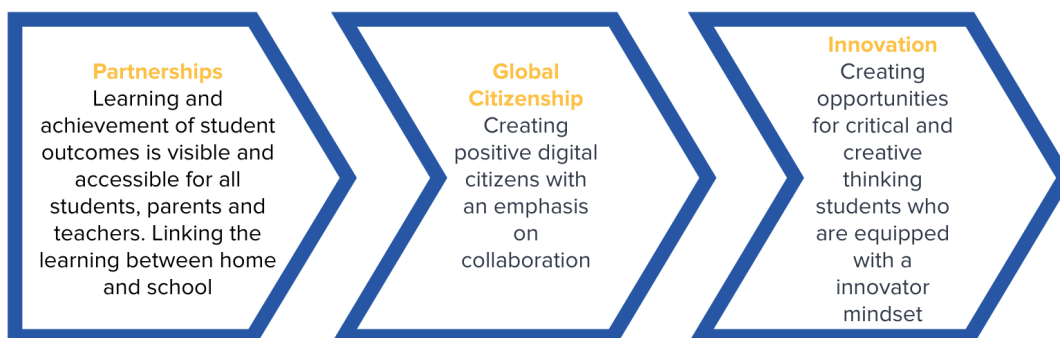 Partnerships
Learning and
achievement of student
outcomes is visible and
accessible for all
students, parents and
teachers. Linking the
learning between home
and school
Global
Citizenship
Creating
positive digital
citizens with
an emphasis
on
collaboration
Innovation
Creating
opportunities
for critical and
creative
thinking
students who
are equipped
with a
innovator
mindset